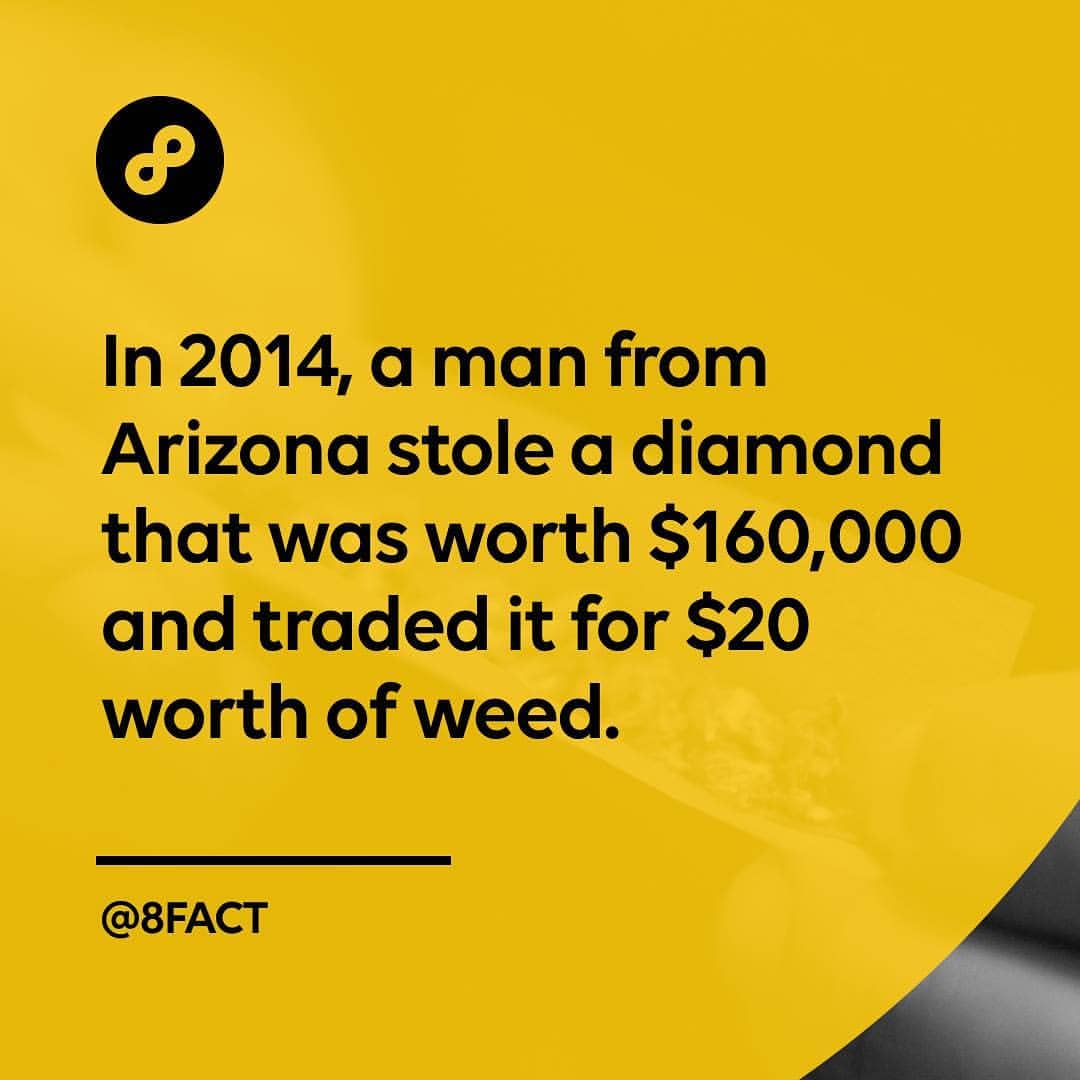 In 2014, a man from
Arizona stole a diamond
that was worth $160,000
and traded it for $20
worth of weed.
@8FACT